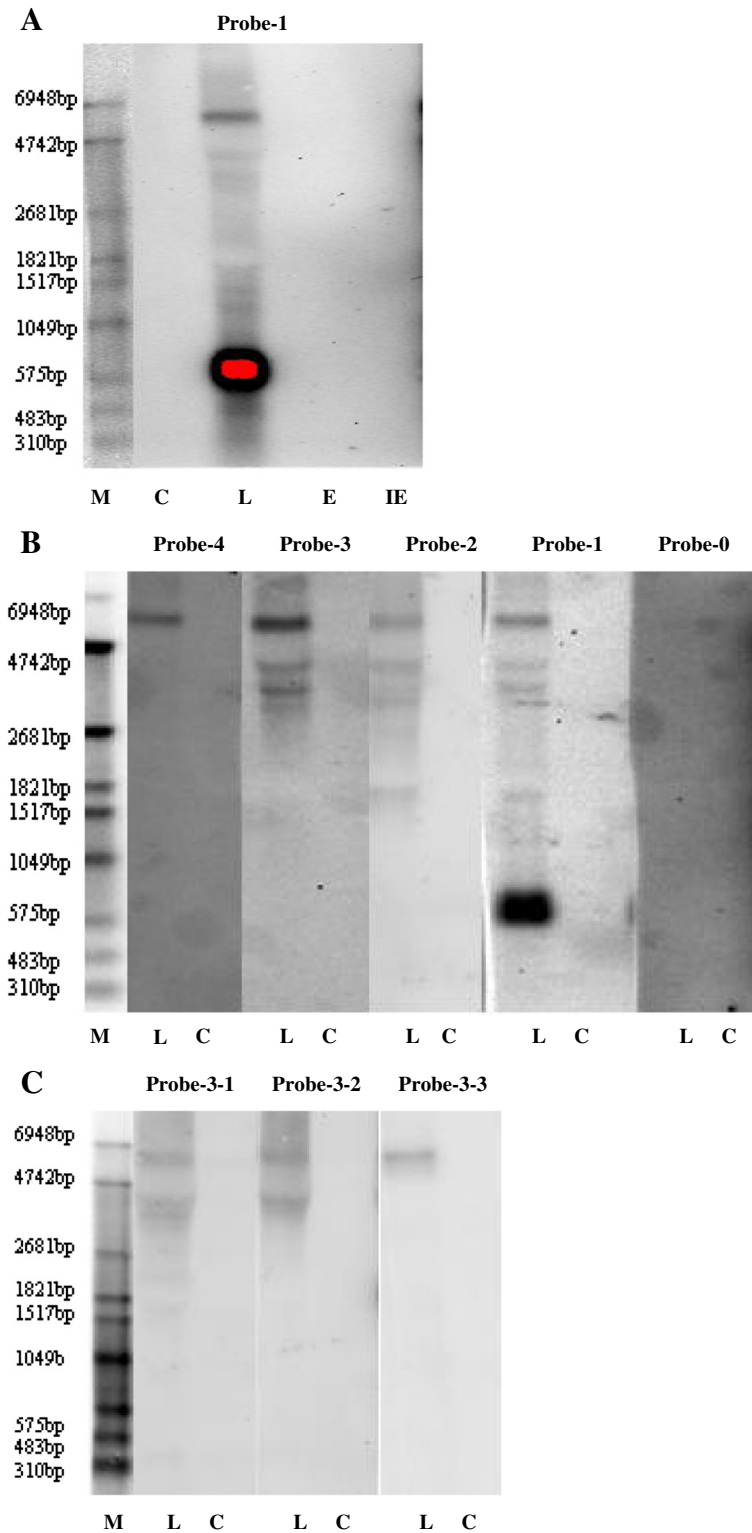 A
Probe-1
6948bp
4742bp
2681bp
1821bp
1517bp
1049bp
575bp
483bp
310bp
M C L E IE
B
Probe-4 Probe-3 Probe-2 Probe-1 Probe-0
6948bp
4742bp
2681bp
1821bp
1517bp
1049bp
575bp
483bp
310bp
M L C L C L C L C L C
C
Probe-3-1 Probe-3-2 Probe-3-3
6948bp
4742bp
2681bp
1821bp
1517bp
1049b
575bp
483bp
310bp
M L C L C L C